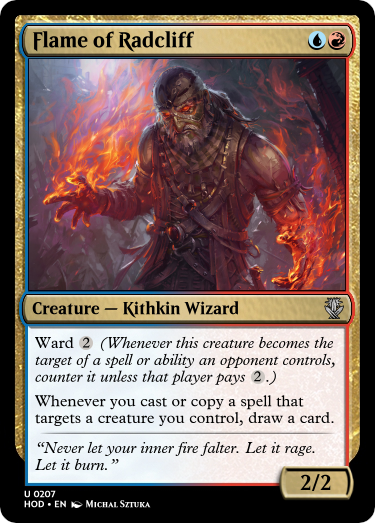 Flame of Radcliff
Creature — Kithkin Wizard
Ward 2 (Whenever this creature becomes the
target of a spell or ability an opponent controls,
counter it unless that player pays 2.)
Whenever you cast or copy a spell that
targets a creature you control, draw a card.
“Never let your inner fire falter. Let it rage.
Let it burn.”
2/2
U 0207
HOD • EN Michal Sztuka